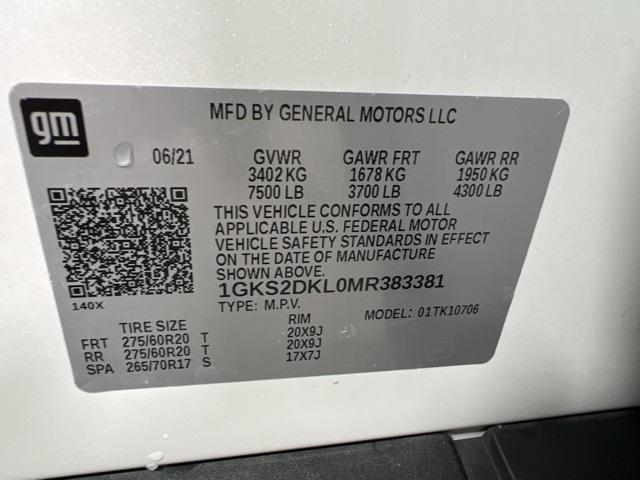 gm
MFD BY GENERAL MOTORS LLC
06/21 GVWR GAWR FRT GAWR RR
3402 KG 1678 KG 1950 KG
7500 LB 3700 LB 4300 LB
THIS VEHICLE CONFORMS TO ALL
APPLICABLE U.S. FEDERAL MOTOR
VEHICLE SAFETY STANDARDS IN EFFECT
ON THE DATE OF MANUFACTURE
SHOWN ABOVE.
140X
1GKS2DKL0MR383381
TYPE: M.P.V. MODEL: 01TK10706
TIRE SIZE RIM
FRT 275/60R20 T 20X9J
RR 275/60R20 T 20X9J
SPA 265/70R17 S 17X7J